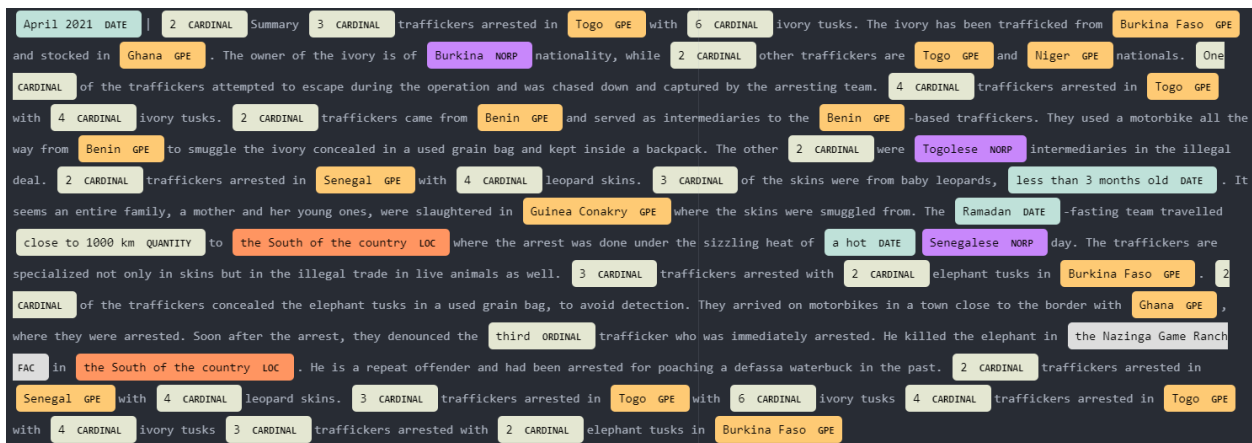 April 2021 DATE | 2 CARDINAL Summary 3 CARDINAL traffickers arrested in Togo GPE with 6 CARDINAL ivory tusks. The ivory has been trafficked from Burkina Faso GPE
and stocked in Ghana GPE . The owner of the ivory is of Burkina NORP nationality, while 2 CARDINAL other traffickers are Togo GPE and Niger GPE nationals. One
CARDINAL of the traffickers attempted to escape during the operation and was chased down and captured by the arresting team. 4 CARDINAL traffickers arrested in Togo GPE
with 4 CARDINAL ivory tusks. 2 CARDINAL traffickers came from Benin GPE and served as intermediaries to the Benin GPE -based traffickers. They used a motorbike all the
way from Benin GPE to smuggle the ivory concealed in a used grain bag and kept inside a backpack. The other 2 CARDINAL were Togolese NORP intermediaries in the illegal
deal. 2 CARDINAL traffickers arrested in Senegal GPE with 4 CARDINAL leopard skins. 3 CARDINAL of the skins were from baby leopards, less than 3 months old DATE . It
seems an entire family, a mother and her young ones, were slaughtered in Guinea Conakry GPE where the skins were smuggled from. The Ramadan DATE -fasting team travelled
close to 1000 km QUANTITY to the South of the country LOC where the arrest was done under the sizzling heat of a hot DATE Senegalese NORP day. The traffickers are
specialized not only in skins but in the illegal trade in live animals as well. 3 CARDINAL traffickers arrested with 2 CARDINAL elephant tusks in Burkina Faso GPE . 2
CARDINAL of the traffickers concealed the elephant tusks in a used grain bag, to avoid detection. They arrived on motorbikes in a town close to the border with Ghana GPE ,
where they were arrested. Soon after the arrest, they denounced the third ORDINAL trafficker who was immediately arrested. He killed the elephant in the Nazinga Game Ranch
FAC in the South of the country LOC . He is a repeat offender and had been arrested for poaching a defassa waterbuck in the past. 2 CARDINAL traffickers arrested in
Senegal GPE with 4 CARDINAL leopard skins. 3 CARDINAL traffickers arrested in Togo GPE with 6 CARDINAL ivory tusks 4 CARDINAL traffickers arrested in Togo GPE
with 4 CARDINAL ivory tusks 3 CARDINAL traffickers arrested with 2 CARDINAL elephant tusks in Burkina Faso GPE